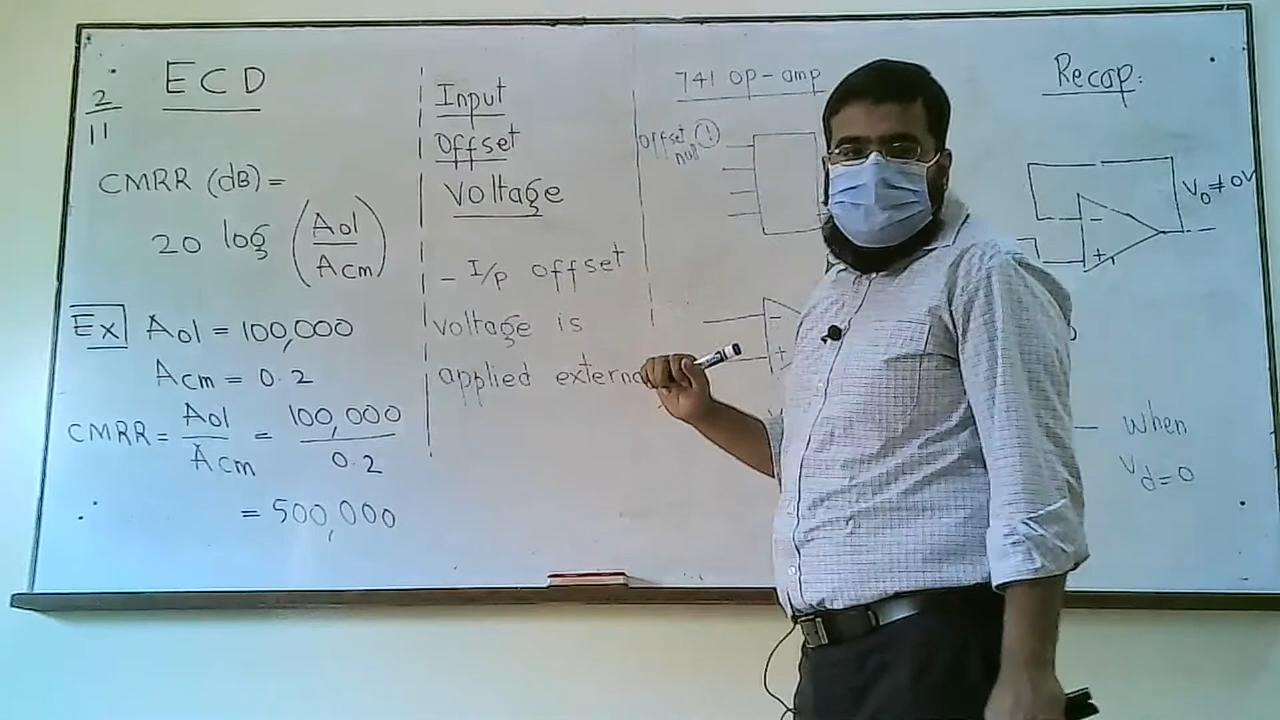 2
11
ECD
CMRR (dB) =
20 log (Aol
Acm)
Ex Aol = 100,000
Acm = 0.2
CMRR = Aol = 100,000
Acm 0.2
= 500,000
Input
Offset
Voltage
- I/p offset
voltage is
applied externa
741 op-amp
offset ①
null
-
+
Recap:
Vo≠0V
-
+
when
Vd=0